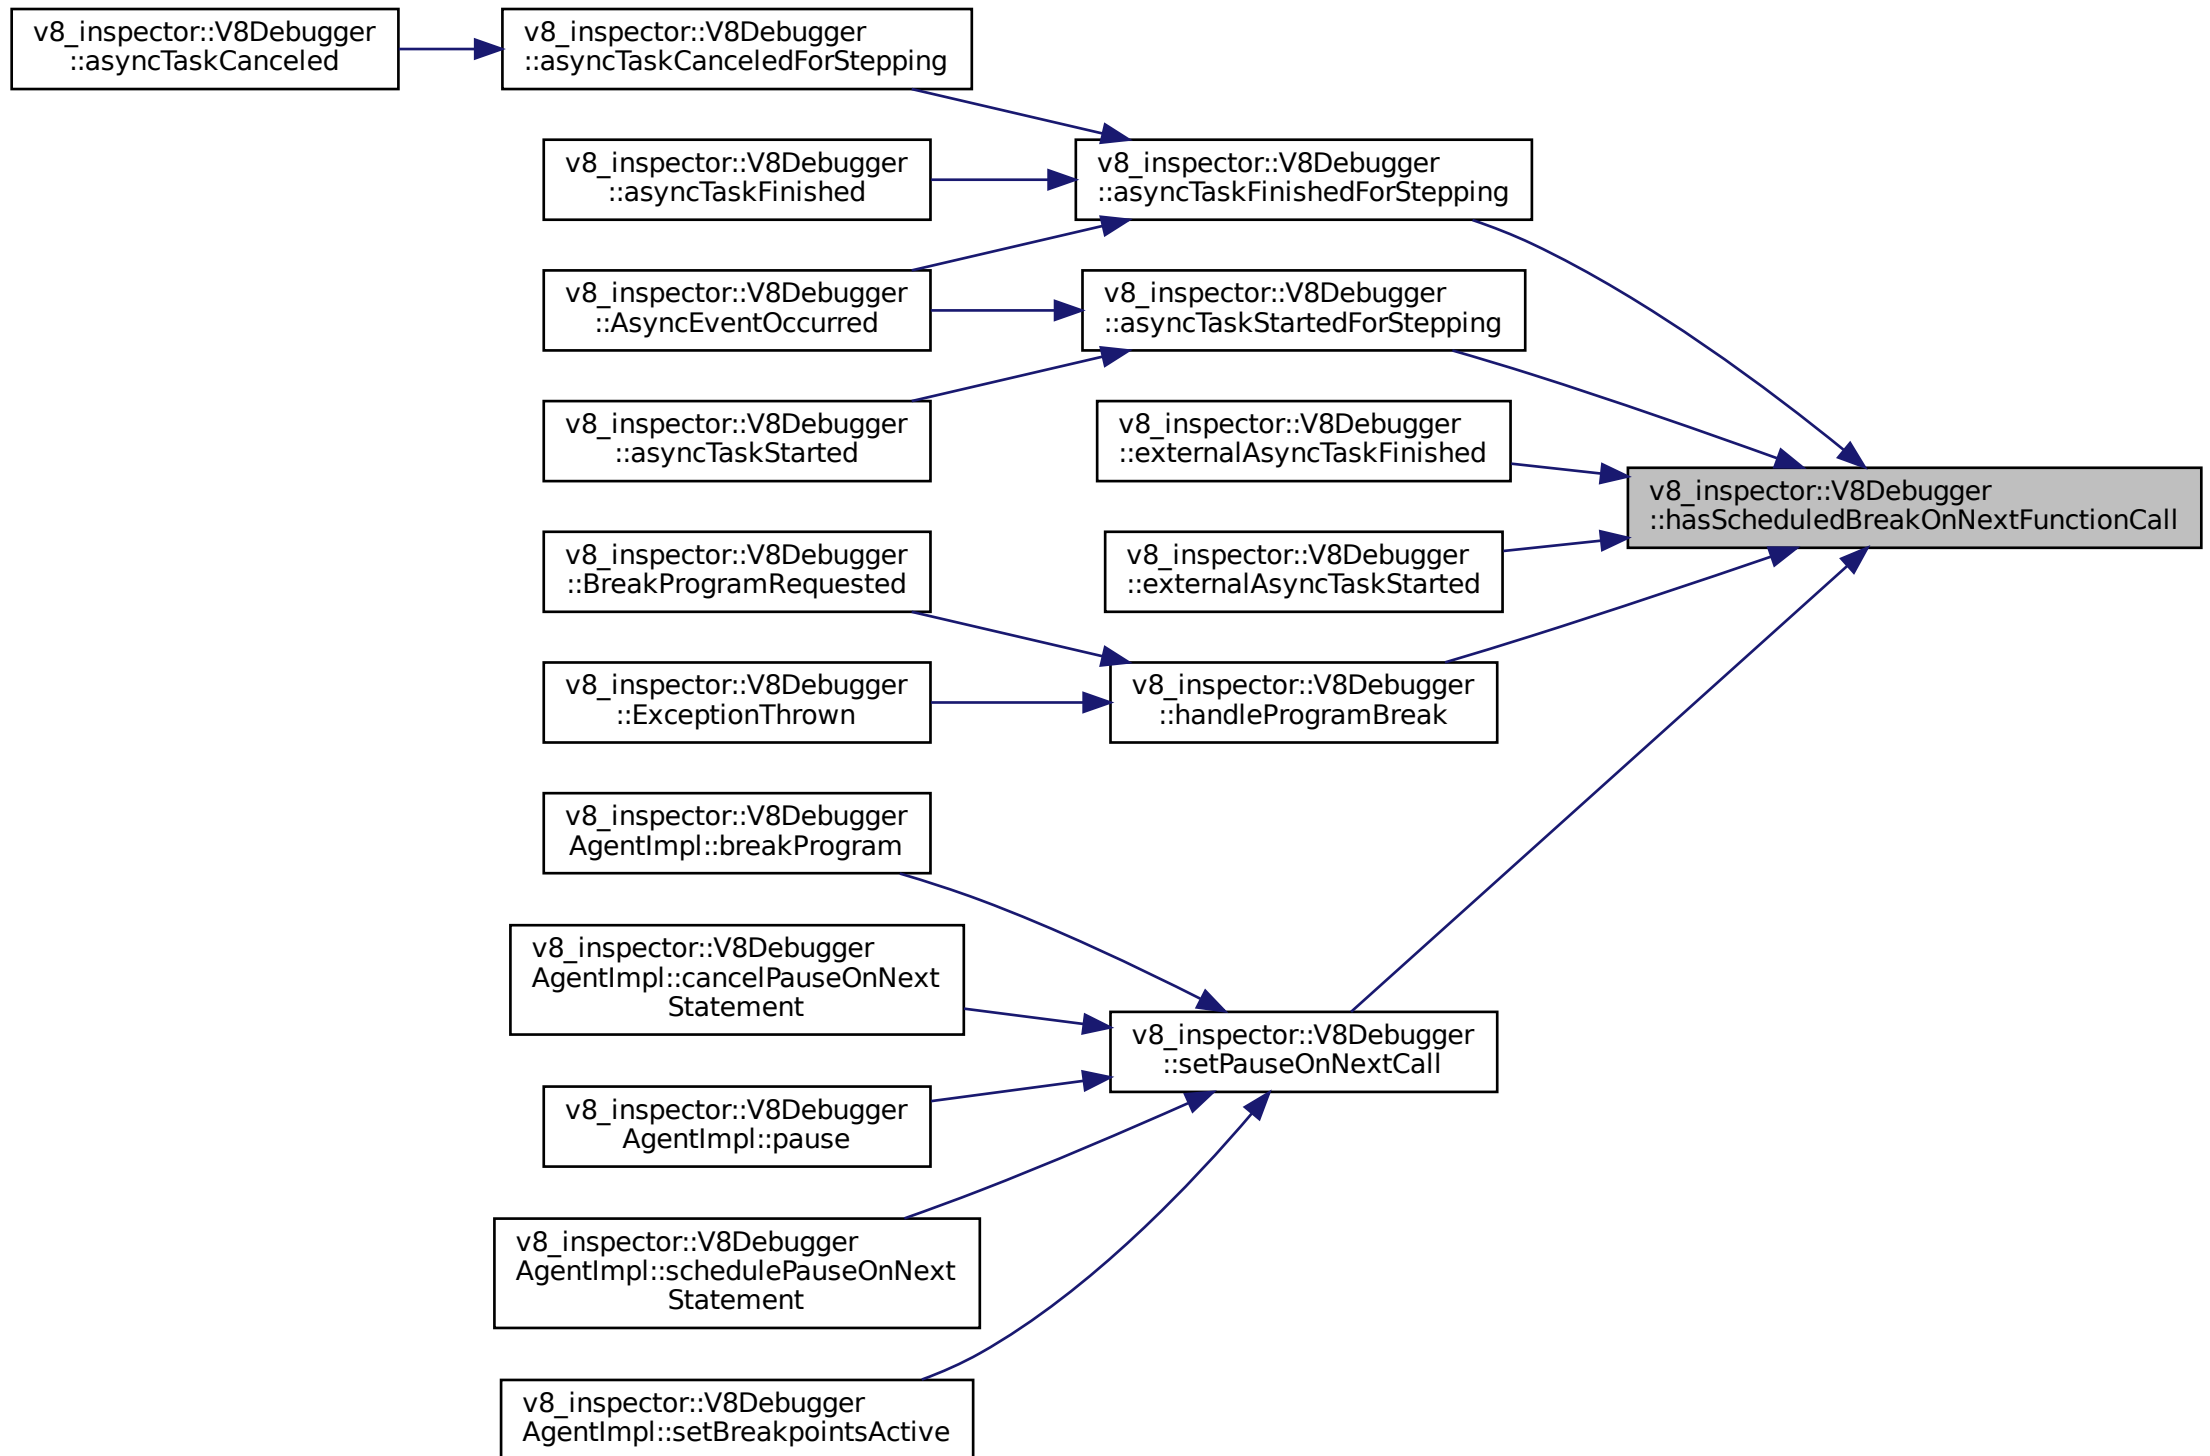 v8_inspector::V8Debugger
::asyncTaskCanceled
v8_inspector::V8Debugger
::asyncTaskCanceledForStepping
v8_inspector::V8Debugger
::asyncTaskFinished
v8_inspector::V8Debugger
::asyncTaskFinishedForStepping
v8_inspector::V8Debugger
::AsyncEventOccurred
v8_inspector::V8Debugger
::asyncTaskStartedForStepping
v8_inspector::V8Debugger
::asyncTaskStarted
v8_inspector::V8Debugger
::externalAsyncTaskFinished
v8_inspector::V8Debugger
::hasScheduledBreakOnNextFunctionCall
v8_inspector::V8Debugger
::BreakProgramRequested
v8_inspector::V8Debugger
::externalAsyncTaskStarted
v8_inspector::V8Debugger
::ExceptionThrown
v8_inspector::V8Debugger
::handleProgramBreak
v8_inspector::V8Debugger
AgentImpl::breakProgram
v8_inspector::V8Debugger
AgentImpl::cancelPauseOnNext
Statement
v8_inspector::V8Debugger
::setPauseOnNextCall
v8_inspector::V8Debugger
AgentImpl::pause
v8_inspector::V8Debugger
AgentImpl::schedulePauseOnNext
Statement
v8_inspector::V8Debugger
AgentImpl::setBreakpointsActive